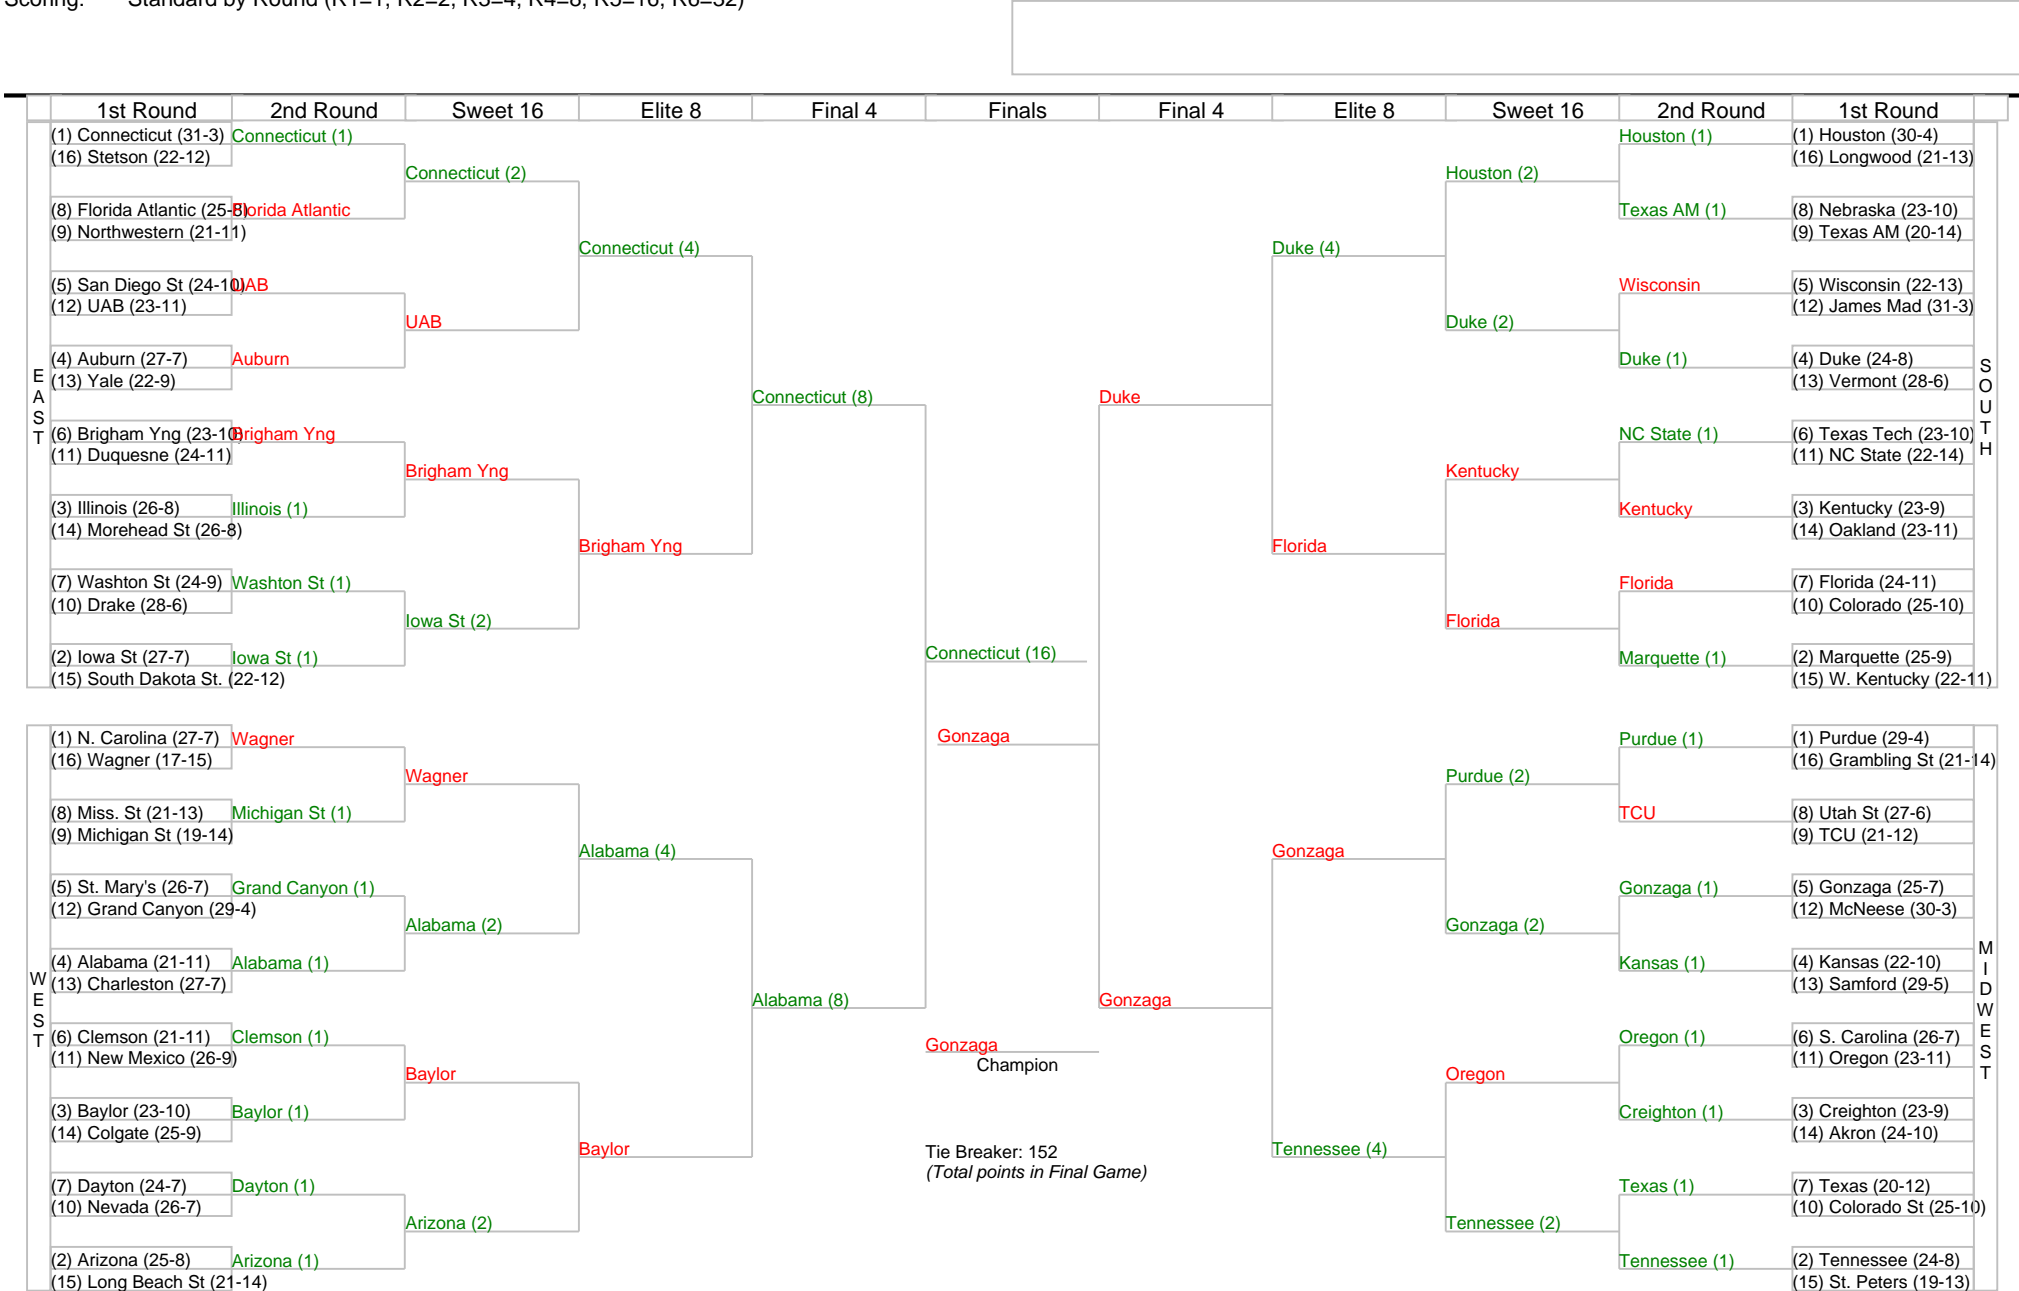 Scoring: Standard by Round (R1=1, R2=2, R3=4, R4=8, R5=16, R6=32)
1st Round 2nd Round Sweet 16 Elite 8 Final 4 Finals Final 4 Elite 8 Sweet 16 2nd Round 1st Round
EAST
(1) Connecticut (31-3)
(16) Stetson (22-12)
(8) Florida Atlantic (25-8)
(9) Northwestern (21-11)
(5) San Diego St (24-10)
(12) UAB (23-11)
(4) Auburn (27-7)
(13) Yale (22-9)
(6) Brigham Yng (23-10)
(11) Duquesne (24-11)
(3) Illinois (26-8)
(14) Morehead St (26-8)
(7) Washton St (24-9)
(10) Drake (28-6)
(2) Iowa St (27-7)
(15) South Dakota St. (22-12)
Connecticut (1)
Florida Atlantic
UAB
Auburn
Brigham Yng
Illinois (1)
Washton St (1)
Iowa St (1)
Connecticut (2)
UAB
Brigham Yng
Iowa St (2)
Connecticut (4)
Brigham Yng
Connecticut (8)
WEST
(1) N. Carolina (27-7)
(16) Wagner (17-15)
(8) Miss. St (21-13)
(9) Michigan St (19-14)
(5) St. Mary's (26-7)
(12) Grand Canyon (29-4)
(4) Alabama (21-11)
(13) Charleston (27-7)
(6) Clemson (21-11)
(11) New Mexico (26-9)
(3) Baylor (23-10)
(14) Colgate (25-9)
(7) Dayton (24-7)
(10) Nevada (26-7)
(2) Arizona (25-8)
(15) Long Beach St (21-14)
Wagner
Michigan St (1)
Grand Canyon (1)
Alabama (1)
Clemson (1)
Baylor (1)
Dayton (1)
Arizona (1)
Wagner
Alabama (2)
Baylor
Arizona (2)
Alabama (4)
Baylor
Alabama (8)
Connecticut (16)
Gonzaga
Gonzaga
Champion
Tie Breaker: 152
(Total points in Final Game)
Duke
Gonzaga
Duke (4)
Florida
Houston (2)
Duke (2)
Kentucky
Florida
Houston (1)
Texas AM (1)
Wisconsin
Duke (1)
NC State (1)
Kentucky
Florida
Marquette (1)
(1) Houston (30-4)
(16) Longwood (21-13)
(8) Nebraska (23-10)
(9) Texas AM (20-14)
(5) Wisconsin (22-13)
(12) James Mad (31-3)
(4) Duke (24-8)
(13) Vermont (28-6)
(6) Texas Tech (23-10)
(11) NC State (22-14)
(3) Kentucky (23-9)
(14) Oakland (23-11)
(7) Florida (24-11)
(10) Colorado (25-10)
(2) Marquette (25-9)
(15) W. Kentucky (22-11)
SOUTH
Gonzaga
Tennessee (4)
Purdue (2)
Gonzaga (2)
Oregon
Tennessee (2)
Purdue (1)
TCU
Gonzaga (1)
Kansas (1)
Oregon (1)
Creighton (1)
Texas (1)
Tennessee (1)
(1) Purdue (29-4)
(16) Grambling St (21-14)
(8) Utah St (27-6)
(9) TCU (21-12)
(5) Gonzaga (25-7)
(12) McNeese (30-3)
(4) Kansas (22-10)
(13) Samford (29-5)
(6) S. Carolina (26-7)
(11) Oregon (23-11)
(3) Creighton (23-9)
(14) Akron (24-10)
(7) Texas (20-12)
(10) Colorado St (25-10)
(2) Tennessee (24-8)
(15) St. Peters (19-13)
MIDWEST